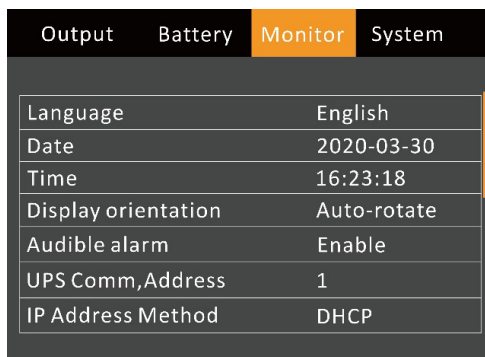 Output Battery Monitor System
Language English
Date 2020-03-30
Time 16:23:18
Display orientation Auto-rotate
Audible alarm Enable
UPS Comm,Address 1
IP Address Method DHCP